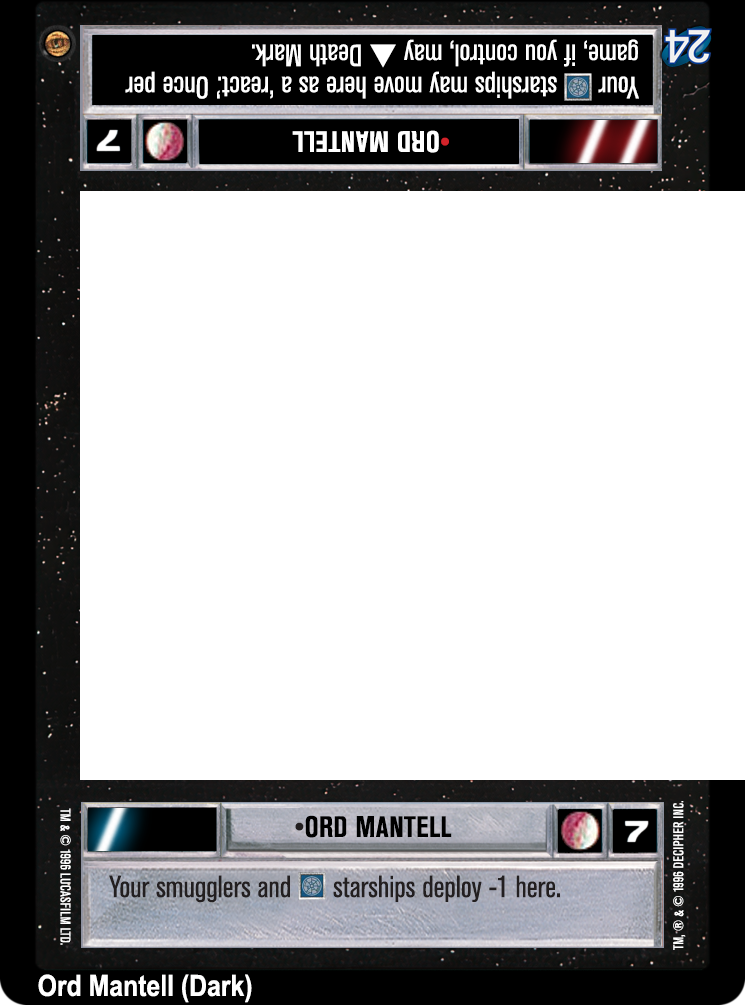 24
Your starships may move here as a 'react'. Once per
game, if you control, may ▼ Death Mark.
•ORD MANTELL
7
•ORD MANTELL
7
Your smugglers and starships deploy -1 here.
TM & © 1996 LUCASFILM LTD.
TM, ® & © 1996 DECIPHER INC.
Ord Mantell (Dark)